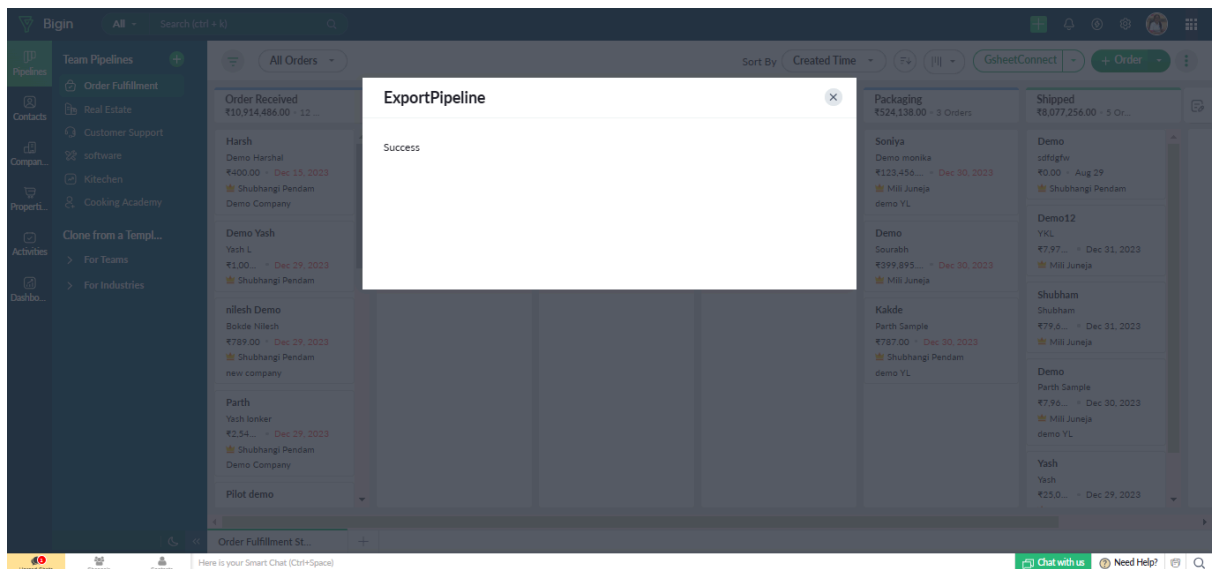 Bigin
All
Search (ctrl + k)
Pipelines
Contacts
Compan...
Properti...
Activities
Dashbo...
Team Pipelines
Order Fulfillment
Real Estate
Customer Support
software
Kitechen
Cooking Academy
Clone from a Templ...
For Teams
For Industries
All Orders
Sort By Created Time
GsheetConnect
+ Order
ExportPipeline
Success
Order Received
₹10,914,486.00 - 12 ...
Harsh
Demo Harshal
₹400.00 Dec 15, 2023
Shubhangi Pendam
Demo Company
Demo Yash
Yash L
₹1,00... Dec 29, 2023
Shubhangi Pendam
nilesh Demo
Bokde Nilesh
₹789.00 Dec 29, 2023
Shubhangi Pendam
new company
Parth
Yash lonker
₹2,54... Dec 29, 2023
Shubhangi Pendam
Demo Company
Pilot demo
Packaging
₹524,138.00 - 3 Orders
Soniya
Demo monika
₹123,456.... Dec 30, 2023
Mili Juneja
demo YL
Demo
Sourabh
₹399,895.... Dec 30, 2023
Mili Juneja
Kakde
Parth Sample
₹787.00 Dec 30, 2023
Shubhangi Pendam
demo YL
Shipped
₹8,077,256.00 - 5 Or...
Demo
sdfdgfw
₹0.00 Aug 29
Shubhangi Pendam
Demo12
YKL
₹7,97... Dec 31, 2023
Mili Juneja
Shubham
Shubham
₹79,6... Dec 31, 2023
Mili Juneja
Demo
Parth Sample
₹7,96... Dec 30, 2023
Mili Juneja
demo YL
Yash
Yash
₹25,0... Dec 29, 2023
Order Fulfillment St...
Here is your Smart Chat (Ctrl+Space)
Chat with us
Need Help?